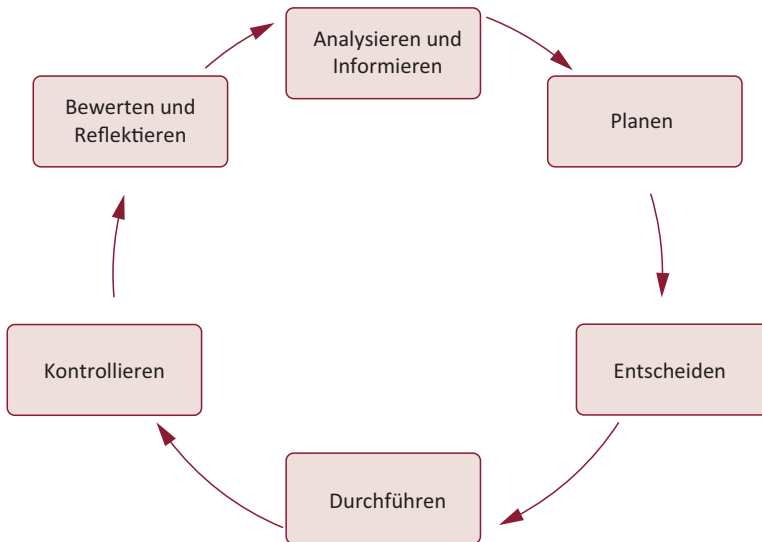 Analysieren und
Informieren
Planen
Entscheiden
Durchführen
Kontrollieren
Bewerten und
Reflektieren